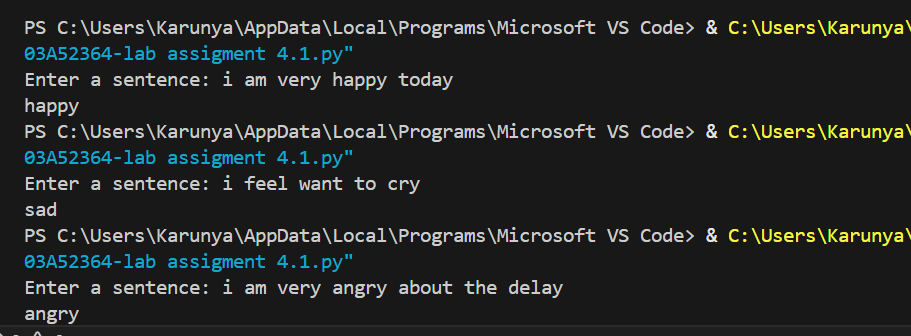 PS C:\Users\Karunya\AppData\Local\Programs\Microsoft VS Code> & C:\Users\Karunya\
03A52364-lab assigment 4.1.py"
Enter a sentence: i am very happy today
happy
PS C:\Users\Karunya\AppData\Local\Programs\Microsoft VS Code> & C:\Users\Karunya\
03A52364-lab assigment 4.1.py"
Enter a sentence: i feel want to cry
sad
PS C:\Users\Karunya\AppData\Local\Programs\Microsoft VS Code> & C:\Users\Karunya\
03A52364-lab assigment 4.1.py"
Enter a sentence: i am very angry about the delay
angry